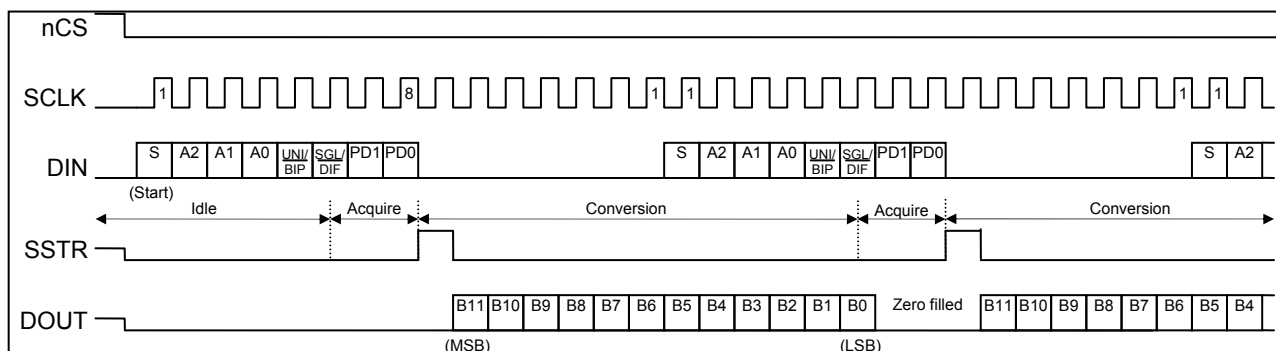 nCS
SCLK 1 8 1 1 1 1
DIN S A2 A1 A0 UNI/BIP SGL/DIF PD1 PD0 S A2 A1 A0 UNI/BIP SGL/DIF PD1 PD0 S A2
(Start)
Idle Acquire Conversion Acquire Conversion
SSTR
DOUT B11 B10 B9 B8 B7 B6 B5 B4 B3 B2 B1 B0 Zero filled B11 B10 B9 B8 B7 B6 B5 B4
(MSB) (LSB)